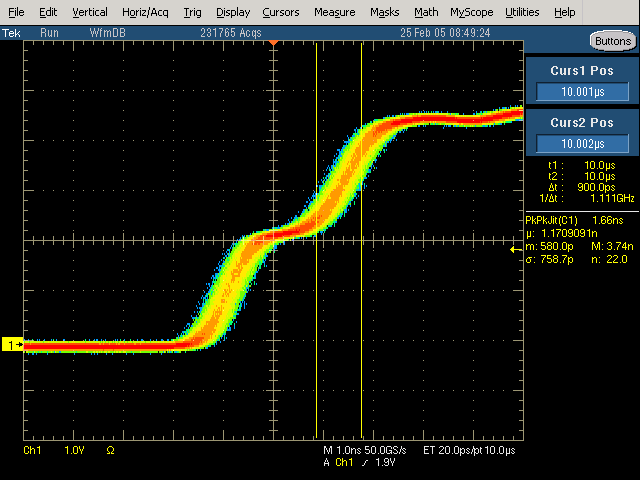 File Edit Vertical Horiz/Acq Trig Display Cursors Measure Masks Math MyScope Utilities Help
Tek Run WfmDB 231765 Acqs 25 Feb 05 08:49:24
Buttons
Curs1 Pos
10.001µs
Curs2 Pos
10.002µs
t1 : 10.0µs
t2 : 10.0µs
Δt : 900.0ps
1/Δt : 1.111GHz
PkPkJit(C1) 1.66ns
µ: 1.1709091n
m: 580.0p M: 3.74n
σ: 758.7p n: 22.0
1
Ch1 1.0V Ω M 1.0ns 50.0GS/s ET 20.0ps/pt 10.0µs
A Ch1 ∕ 1.9V